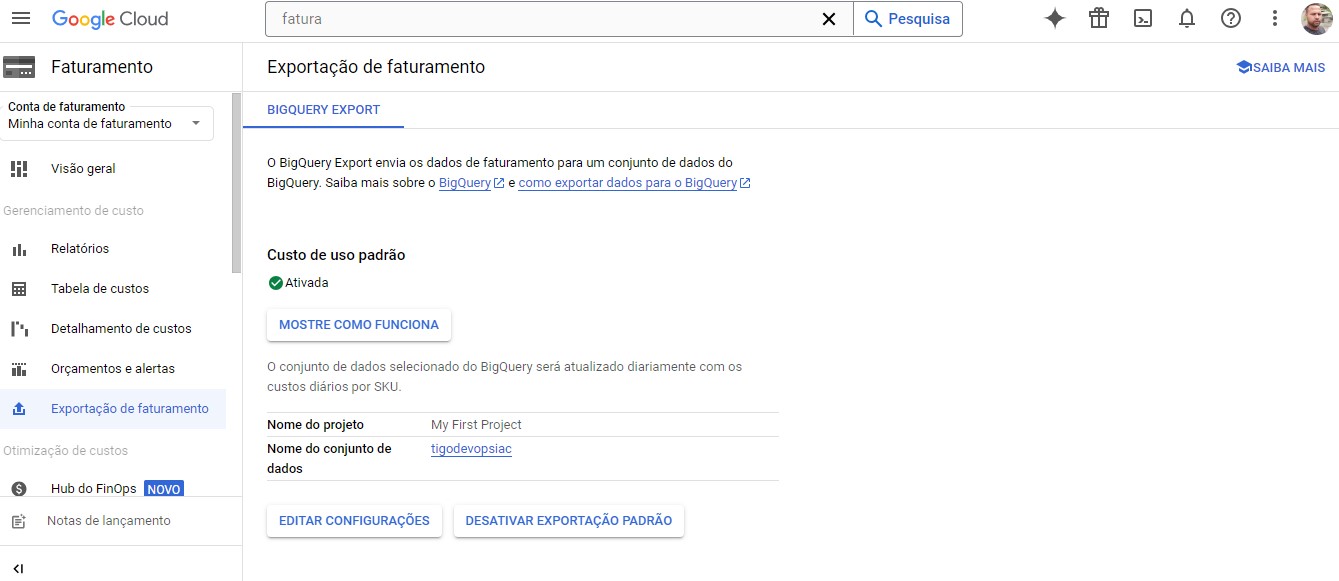 Google Cloud
fatura
Pesquisa
Faturamento
Exportação de faturamento
SAIBA MAIS
Conta de faturamento
Minha conta de faturamento
BIGQUERY EXPORT
Visão geral
Gerenciamento de custo
Relatórios
Tabela de custos
Detalhamento de custos
Orçamentos e alertas
Exportação de faturamento
Otimização de custos
Hub do FinOps NOVO
Notas de lançamento
O BigQuery Export envia os dados de faturamento para um conjunto de dados do
BigQuery. Saiba mais sobre o BigQuery e como exportar dados para o BigQuery
Custo de uso padrão
Ativada
MOSTRE COMO FUNCIONA
O conjunto de dados selecionado do BigQuery será atualizado diariamente com os
custos diários por SKU.
Nome do projeto My First Project
Nome do conjunto de tigodevopsiac
dados
EDITAR CONFIGURAÇÕES DESATIVAR EXPORTAÇÃO PADRÃO